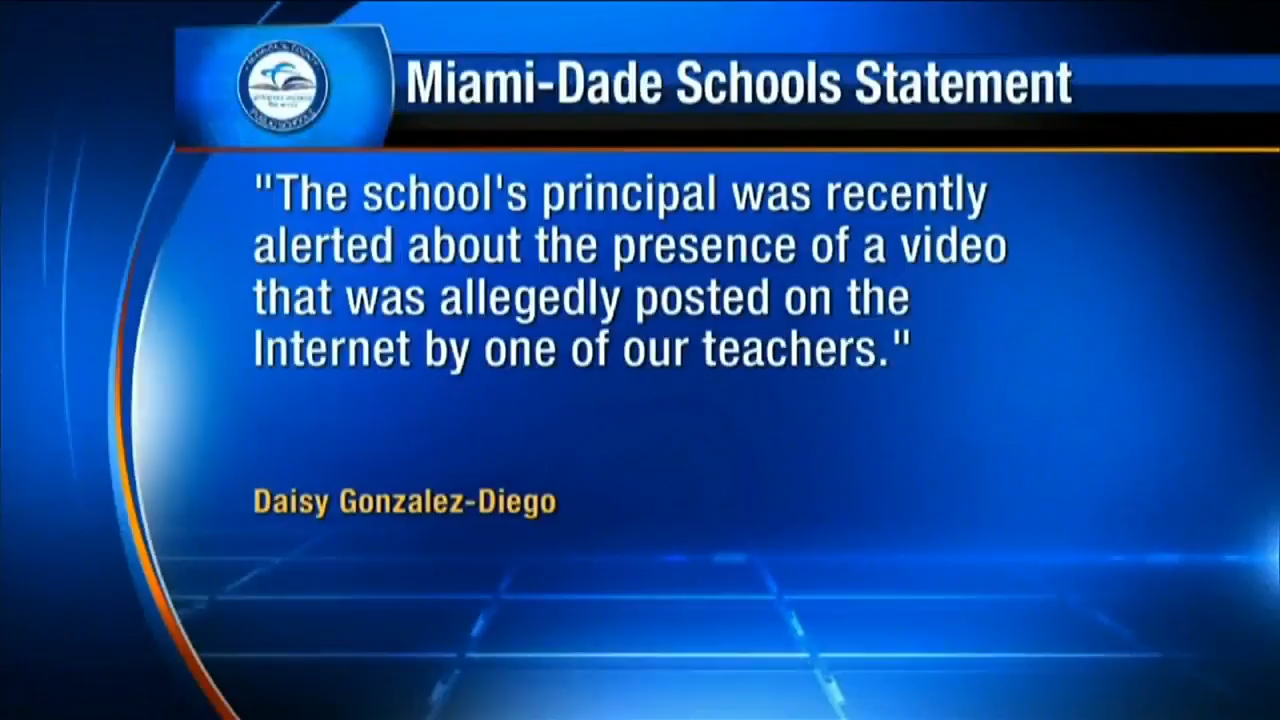 Miami-Dade Schools Statement
"The school's principal was recently
alerted about the presence of a video
that was allegedly posted on the
Internet by one of our teachers."
Daisy Gonzalez-Diego